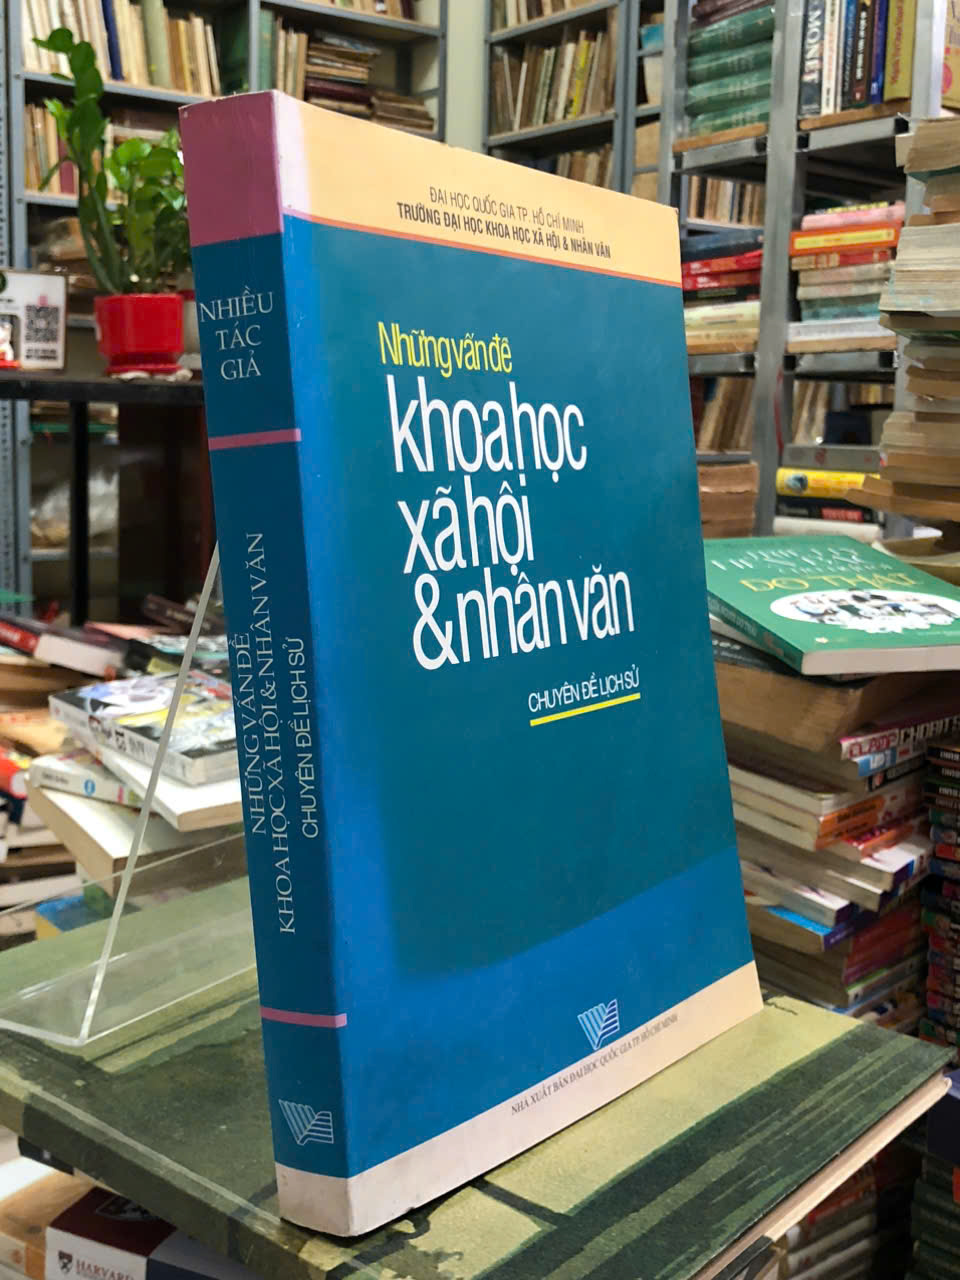 ĐẠI HỌC QUỐC GIA TP. HỒ CHÍ MINH
TRƯỜNG ĐẠI HỌC KHOA HỌC XÃ HỘI & NHÂN VĂN
Những vấn đề
khoa học
xã hội
& nhân văn
CHUYÊN ĐỀ LỊCH SỬ
NHÀ XUẤT BẢN ĐẠI HỌC QUỐC GIA TP. HỒ CHÍ MINH
NHIỀU
TÁC
GIẢ
NHỮNG VẤN ĐỀ
KHOA HỌC XÃ HỘI & NHÂN VĂN
CHUYÊN ĐỀ LỊCH SỬ
MONET
ĐÔ THẬT
HARVARD